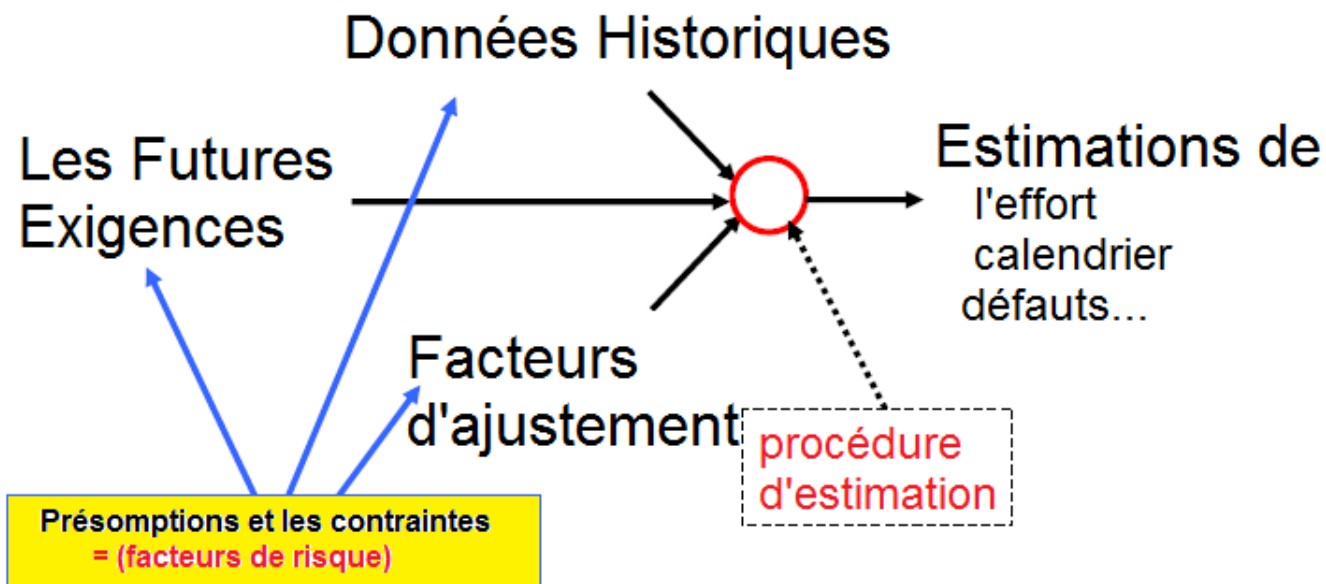 Données Historiques
Les Futures
Exigences
Estimations de
l'effort
calendrier
défauts...
Facteurs
d'ajustement
procédure
d'estimation
Présomptions et les contraintes
= (facteurs de risque)